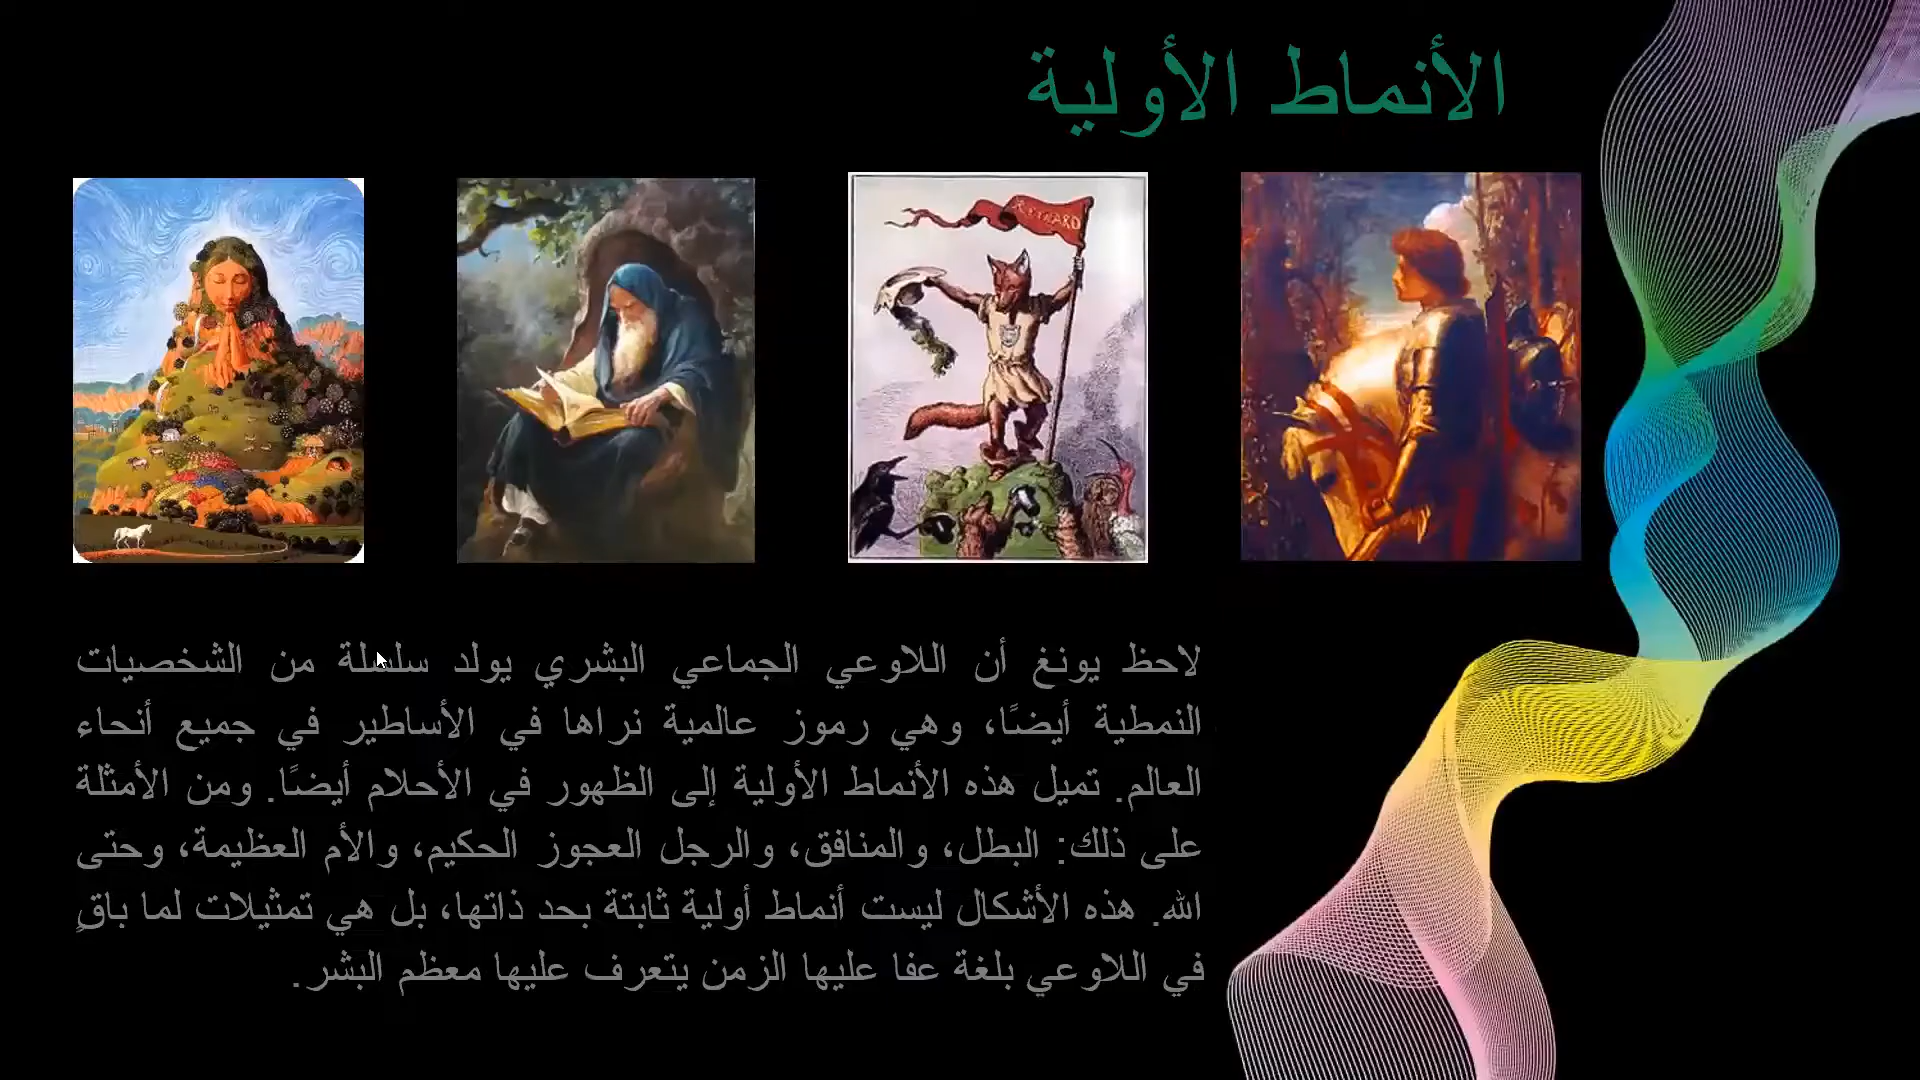 الأنماط الأولية
REYNARD
لاحظ يونغ أن اللاوعي الجماعي البشري يولد سلسلة من الشخصيات
النمطية أيضًا، وهي رموز عالمية نراها في الأساطير في جميع أنحاء
العالم. تميل هذه الأنماط الأولية إلى الظهور في الأحلام أيضًا. ومن الأمثلة
على ذلك: البطل، والمنافق، والرجل العجوز الحكيم، والأم العظيمة، وحتى
الله. هذه الأشكال ليست أنماط أولية ثابتة بحد ذاتها، بل هي تمثيلات لما باقٍ
في اللاوعي بلغة عفا عليها الزمن يتعرف عليها معظم البشر.